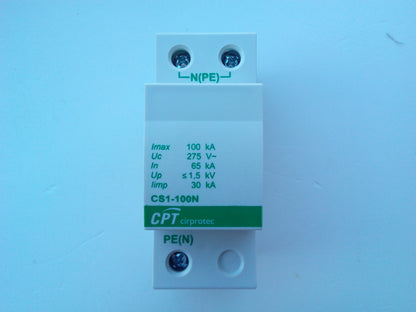 N(PE)
Imax 100 kA
Uc 275 V~
In 65 kA
Up ≤ 1,5 kV
Iimp 30 kA
CS1-100N
CPT cirprotec
PE(N)